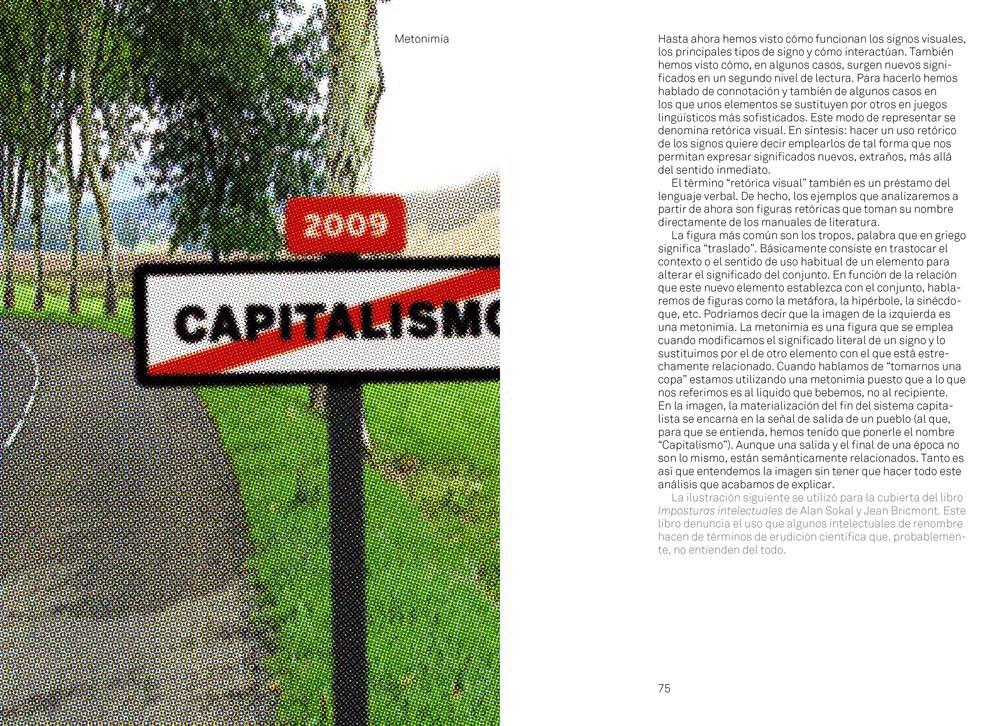 Metonimia
2009
CAPITALISMO
Hasta ahora hemos visto cómo funcionan los signos visuales,
los principales tipos de signo y cómo interactúan. También
hemos visto cómo, en algunos casos, surgen nuevos signi-
ficados en un segundo nivel de lectura. Para hacerlo hemos
hablado de connotación y también de algunos casos en
los que unos elementos se sustituyen por otros en juegos
lingüísticos más sofisticados. Este modo de representar se
denomina retórica visual. En síntesis: hacer un uso retórico
de los signos quiere decir emplearlos de tal forma que nos
permitan expresar significados nuevos, extraños, más allá
del sentido inmediato.
El término “retórica visual” también es un préstamo del
lenguaje verbal. De hecho, los ejemplos que analizaremos a
partir de ahora son figuras retóricas que toman su nombre
directamente de los manuales de literatura.
La figura más común son los tropos, palabra que en griego
significa “traslado”. Básicamente consiste en trastocar el
contexto o el sentido de uso habitual de un elemento para
alterar el significado del conjunto. En función de la relación
que este nuevo elemento establezca con el conjunto, habla-
remos de figuras como la metáfora, la hipérbole, la sinécdo-
que, etc. Podríamos decir que la imagen de la izquierda es
una metonimia. La metonimia es una figura que se emplea
cuando modificamos el significado literal de un signo y lo
sustituimos por el de otro elemento con el que está estre-
chamente relacionado. Cuando hablamos de “tomarnos una
copa” estamos utilizando una metonimia puesto que a lo que
nos referimos es al líquido que bebemos, no al recipiente.
En la imagen, la materialización del fin del sistema capita-
lista se encarna en la señal de salida de un pueblo (al que,
para que se entienda, hemos tenido que ponerle el nombre
“Capitalismo”). Aunque una salida y el final de una época no
son lo mismo, están semánticamente relacionados. Tanto es
así que entendemos la imagen sin tener que hacer todo este
análisis que acabamos de explicar.
La ilustración siguiente se utilizó para la cubierta del libro
Imposturas intelectuales de Alan Sokal y Jean Bricmont. Este
libro denuncia el uso que algunos intelectuales de renombre
hacen de términos de erudición científica que, probablemen-
te, no entienden del todo.
75